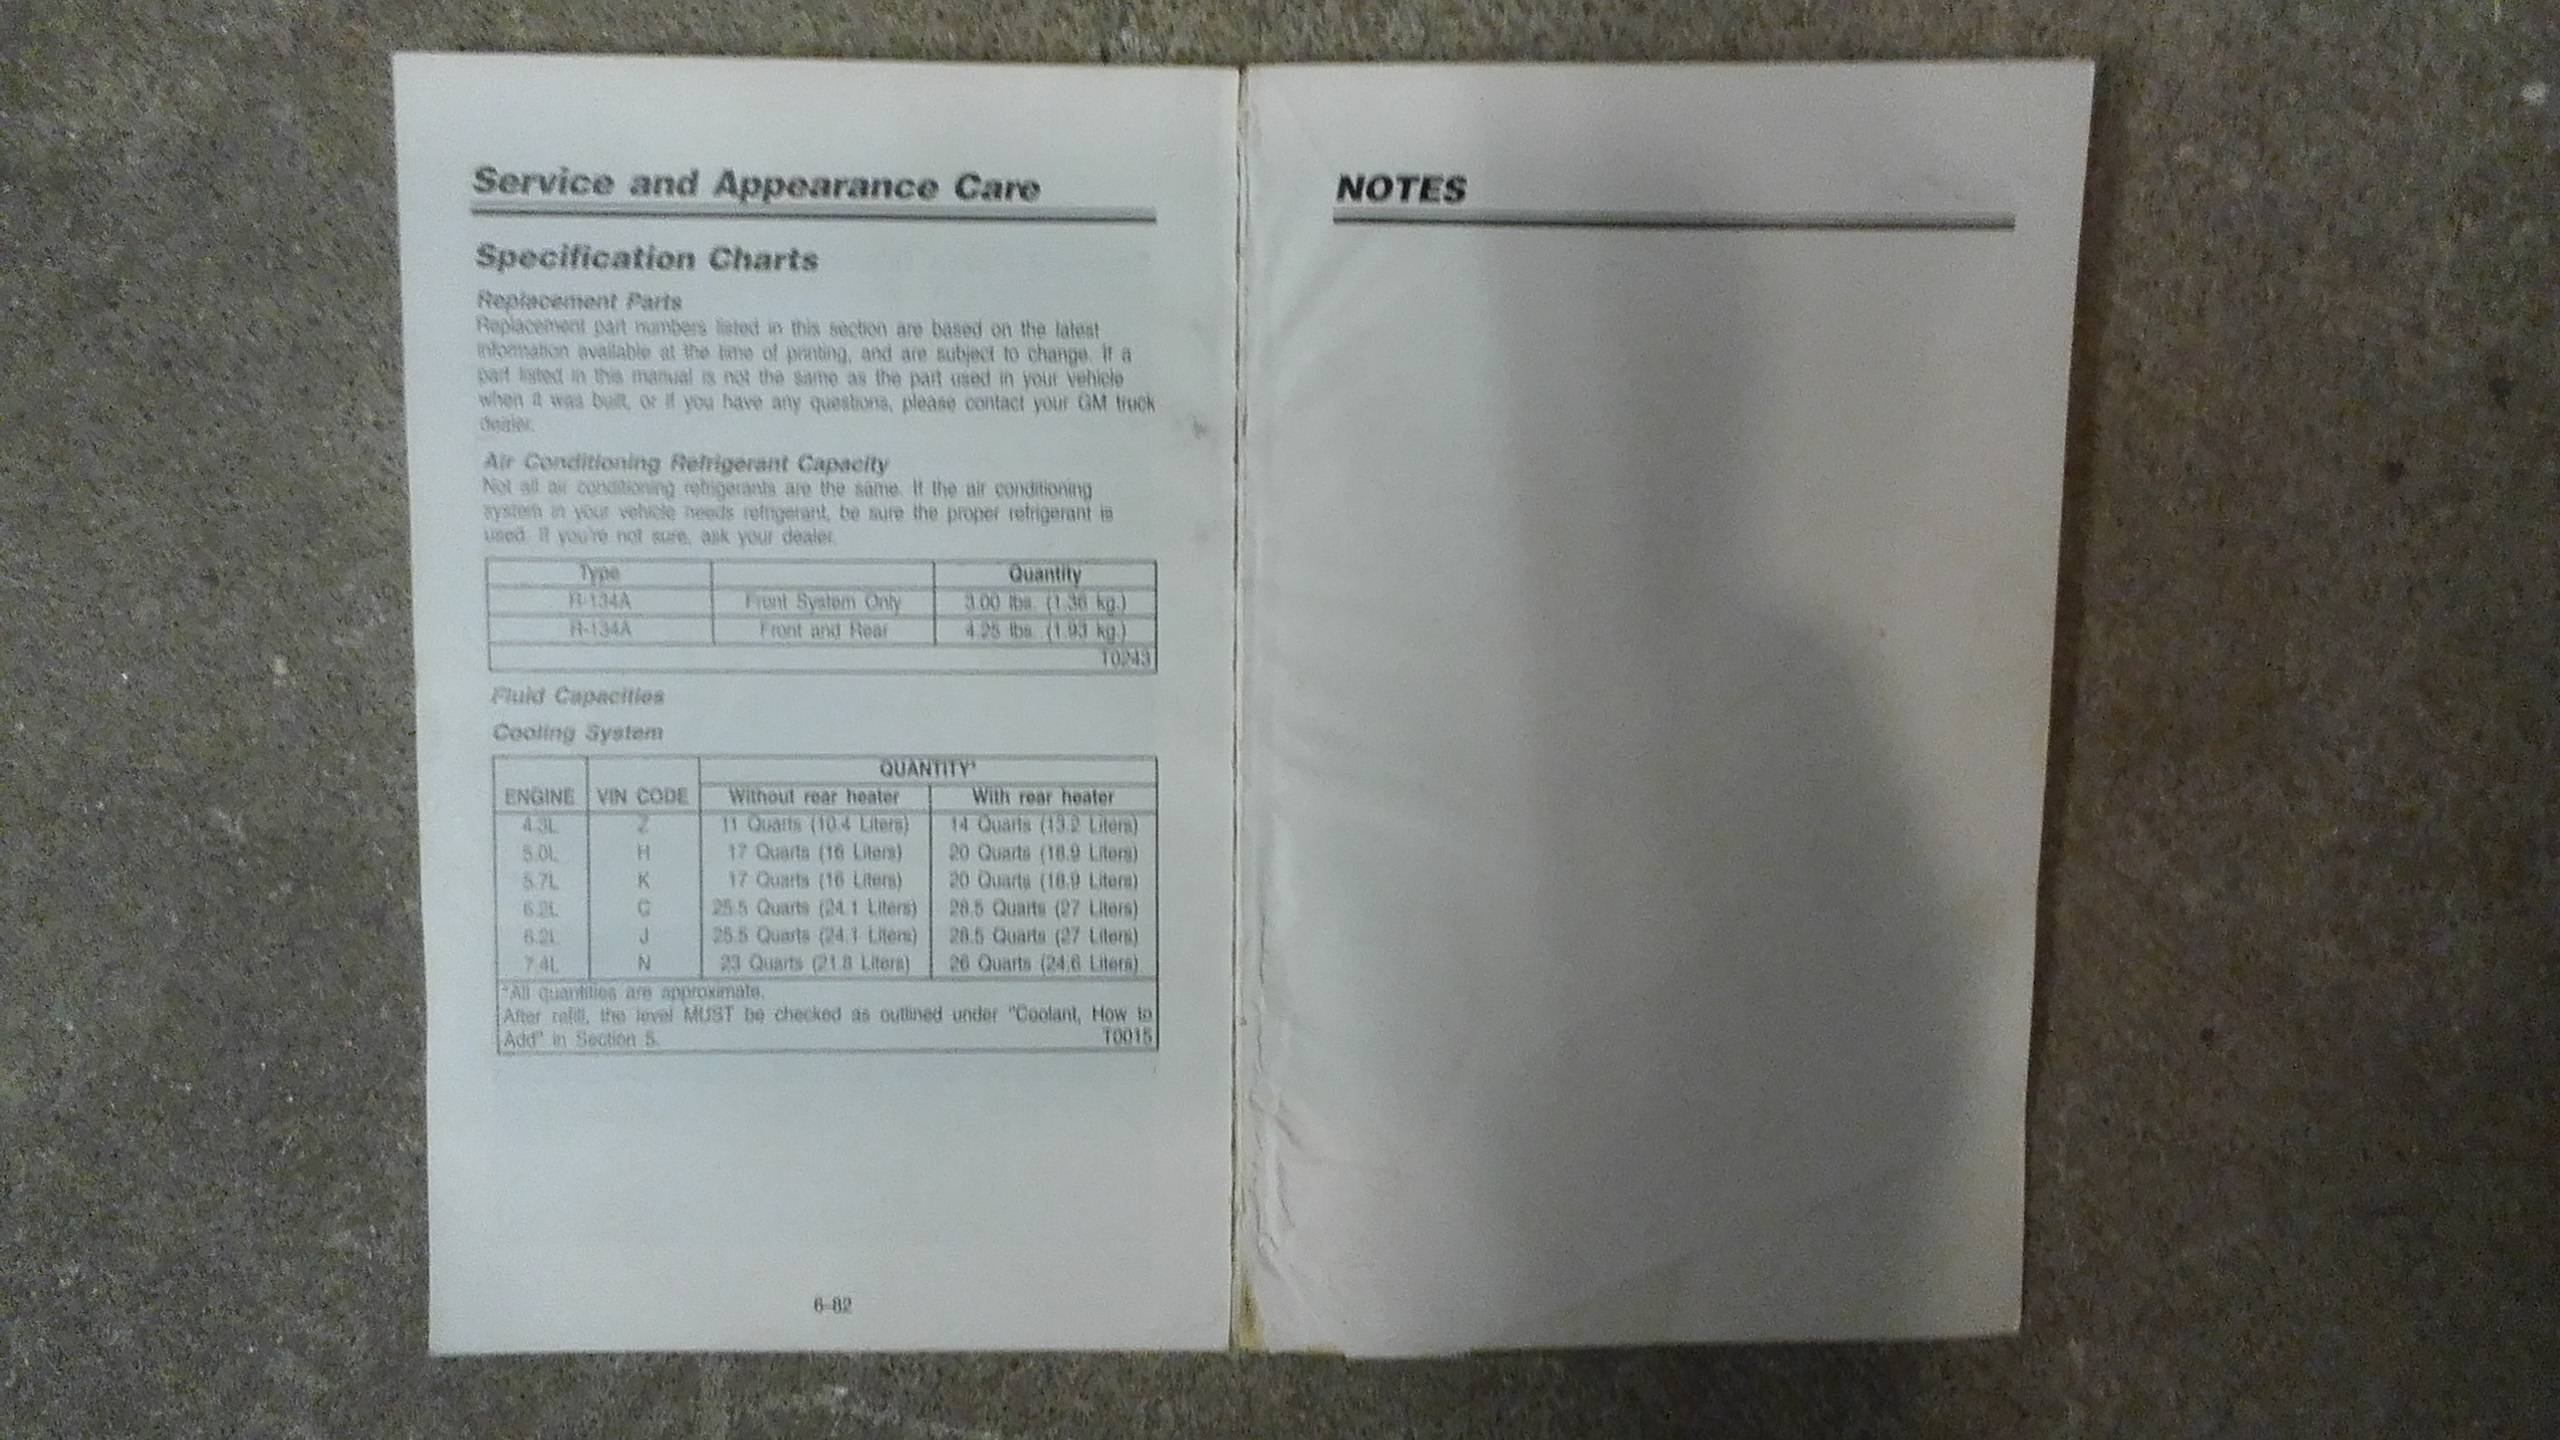 Service and Appearance Care
Specification Charts
Replacement Parts
Replacement part numbers listed in this section are based on the latest
information available at the time of printing, and are subject to change. If a
part listed in this manual is not the same as the part used in your vehicle
when it was built, or if you have any questions, please contact your GM truck
dealer.
Air Conditioning Refrigerant Capacity
Not all air conditioning refrigerants are the same. If the air conditioning
system in your vehicle needs refrigerant, be sure the proper refrigerant is
used. If you're not sure, ask your dealer.
Type Quantity
R-134A Front System Only 3.00 lbs. (1.36 kg.)
R-134A Front and Rear 4.25 lbs. (1.93 kg.)
T0243
Fluid Capacities
Cooling System
QUANTITY*
ENGINE VIN CODE Without rear heater With rear heater
4.3L Z 11 Quarts (10.4 Liters) 14 Quarts (13.2 Liters)
5.0L H 17 Quarts (16 Liters) 20 Quarts (18.9 Liters)
5.7L K 17 Quarts (16 Liters) 20 Quarts (18.9 Liters)
6.2L C 25.5 Quarts (24.1 Liters) 28.5 Quarts (27 Liters)
6.2L J 25.5 Quarts (24.1 Liters) 28.5 Quarts (27 Liters)
7.4L N 23 Quarts (21.8 Liters) 26 Quarts (24.6 Liters)
*All quantities are approximate.
After refill, the level MUST be checked as outlined under "Coolant, How to
Add" in Section 5. T0015
6-82
NOTES